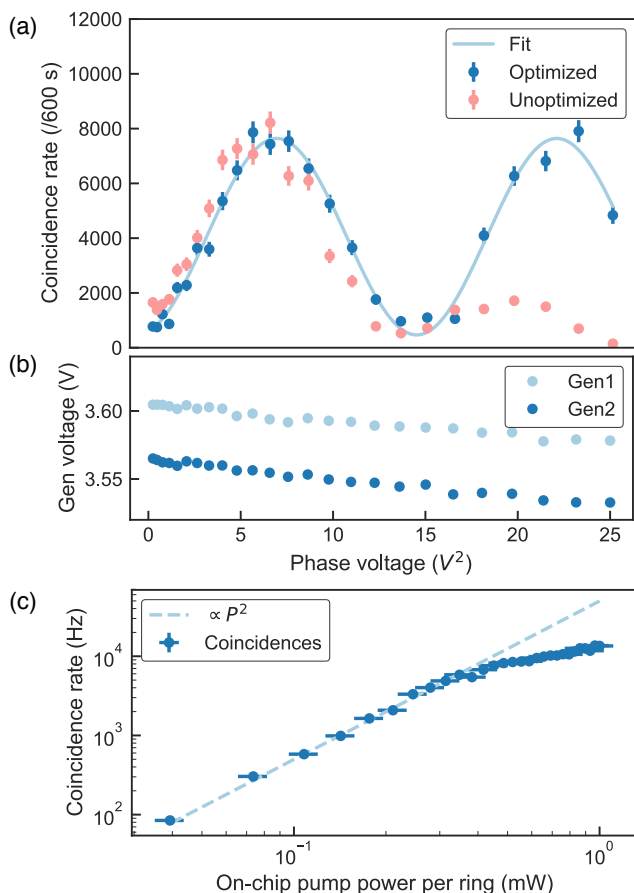 (a)
12000
10000
8000
6000
4000
2000
0
Coincidence rate (/600 s)
Fit
Optimized
Unoptimized
(b)
3.60
3.55
Gen voltage (V)
Gen1
Gen2
0
5
10
15
20
25
Phase voltage (V²)
(c)
Coincidence rate (Hz)
∝ P²
Coincidences
10⁴
10³
10²
10⁻¹
10⁰
On-chip pump power per ring (mW)